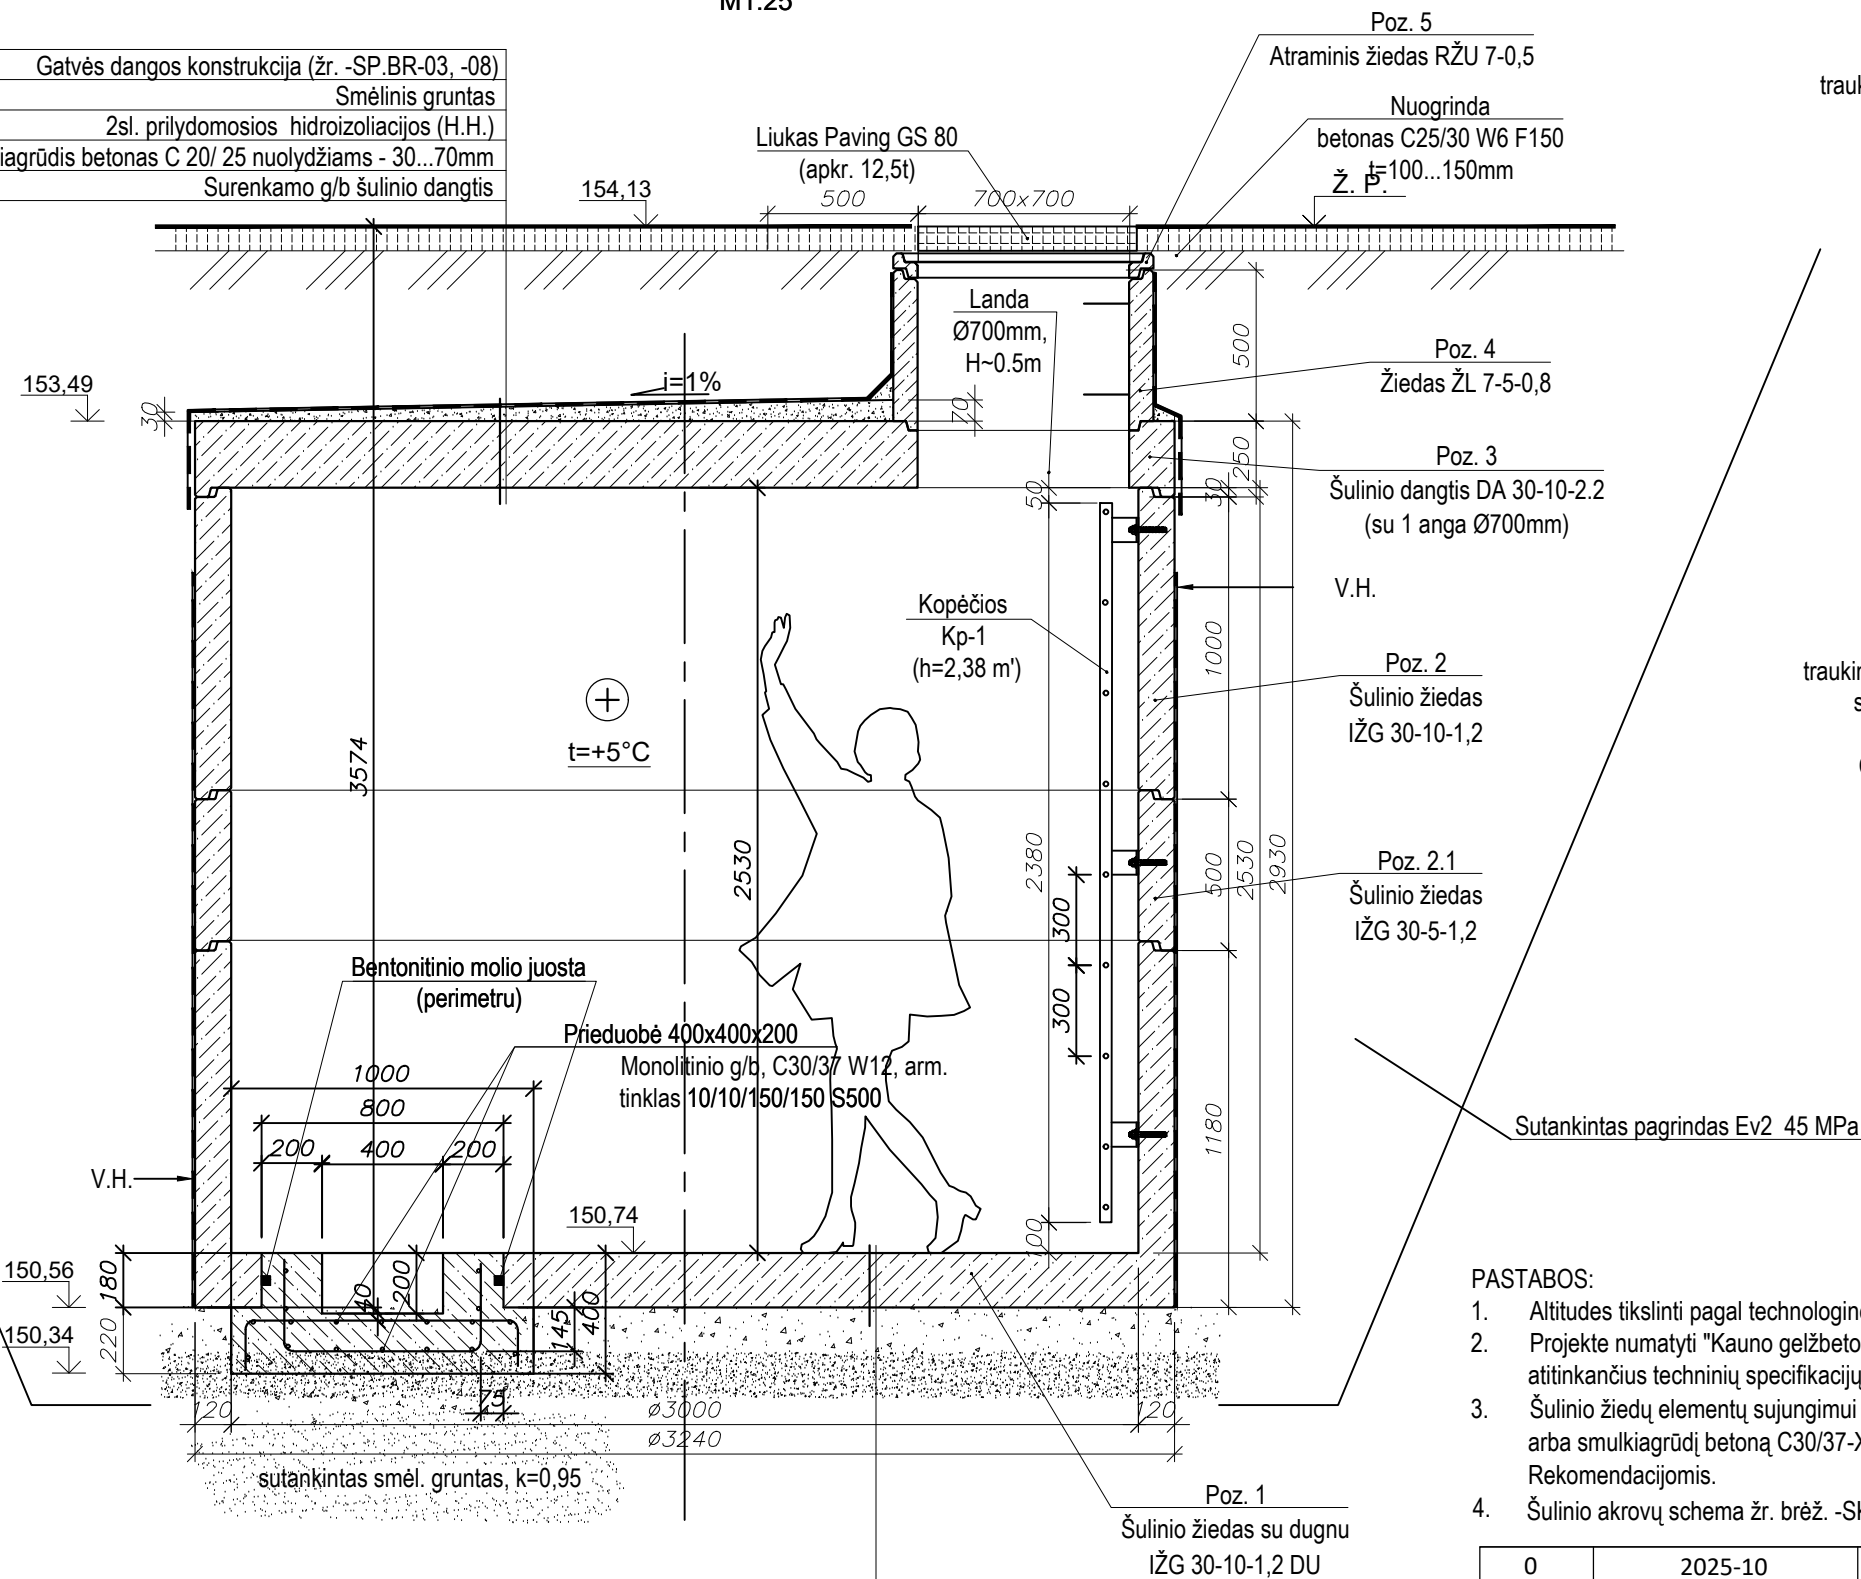 M1:25
Gatvės dangos konstrukcija (žr. -SP.BR-03, -08)
Smėlinis gruntas
2sl. prilydomosios hidroizoliacijos (H.H.)
iagrūdis betonas C 20/ 25 nuolydžiams - 30...70mm
Surenkamo g/b šulinio dangtis
Poz. 5
Atraminis žiedas RŽU 7-0,5
Nuogrinda
betonas C25/30 W6 F150
t=100...150mm
Ž. P.
Liukas Paving GS 80
(apkr. 12,5t)
154,13
500
700x700
Landa
Ø700mm,
H~0.5m
500
Poz. 4
Žiedas ŽL 7-5-0,8
153,49
30
i=1%
70
250
Poz. 3
Šulinio dangtis DA 30-10-2.2
(su 1 anga Ø700mm)
50
30
V.H.
Kopėčios
Kp-1
(h=2,38 m')
1000
Poz. 2
Šulinio žiedas
IŽG 30-10-1,2
t=+5°C
3574
2530
2380
300
300
500
2530
2930
Poz. 2.1
Šulinio žiedas
IŽG 30-5-1,2
Bentonitinio molio juosta
(perimetru)
Prieduobė 400x400x200
Monolitinio g/b, C30/37 W12, arm.
tinklas 10/10/150/150 S500
1000
800
200
400
200
1180
Sutankintas pagrindas Ev2 45 MPa
V.H.
150,74
100
150,56
180
150,34
220
40
200
145
400
75
120
ø3000
120
ø3240
sutankintas smėl. gruntas, k=0,95
Poz. 1
Šulinio žiedas su dugnu
IŽG 30-10-1,2 DU
trauk
traukin
s
PASTABOS:
1. Altitudes tikslinti pagal technologin
2. Projekte numatyti "Kauno gelžbeto
atitinkančius techninių specifikacijų
3. Šulinio žiedų elementų sujungimui
arba smulkiagrūdį betoną C30/37-X
Rekomendacijomis.
4. Šulinio akrovų schema žr. brėž. -SK
0
2025-10